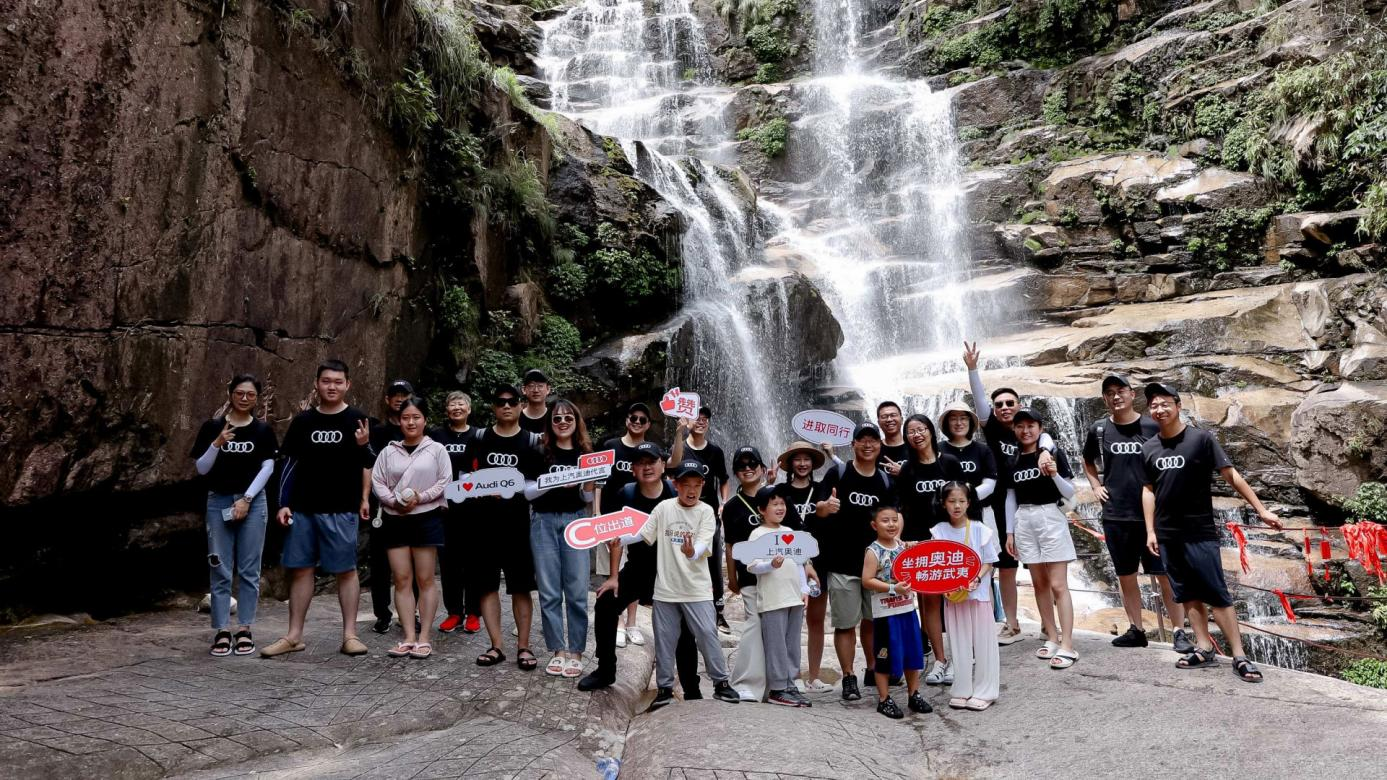 赞
进取同行
I ❤ Audi Q6
我为上汽奥迪代言
C位出道
I ❤
上汽奥迪
坐拥奥迪
畅游武夷